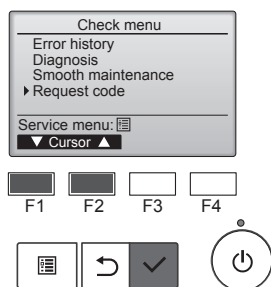 Check menu
Error history
Diagnosis
Smooth maintenance
Request code
Service menu:
▼ Cursor ▲
F1 F2 F3 F4